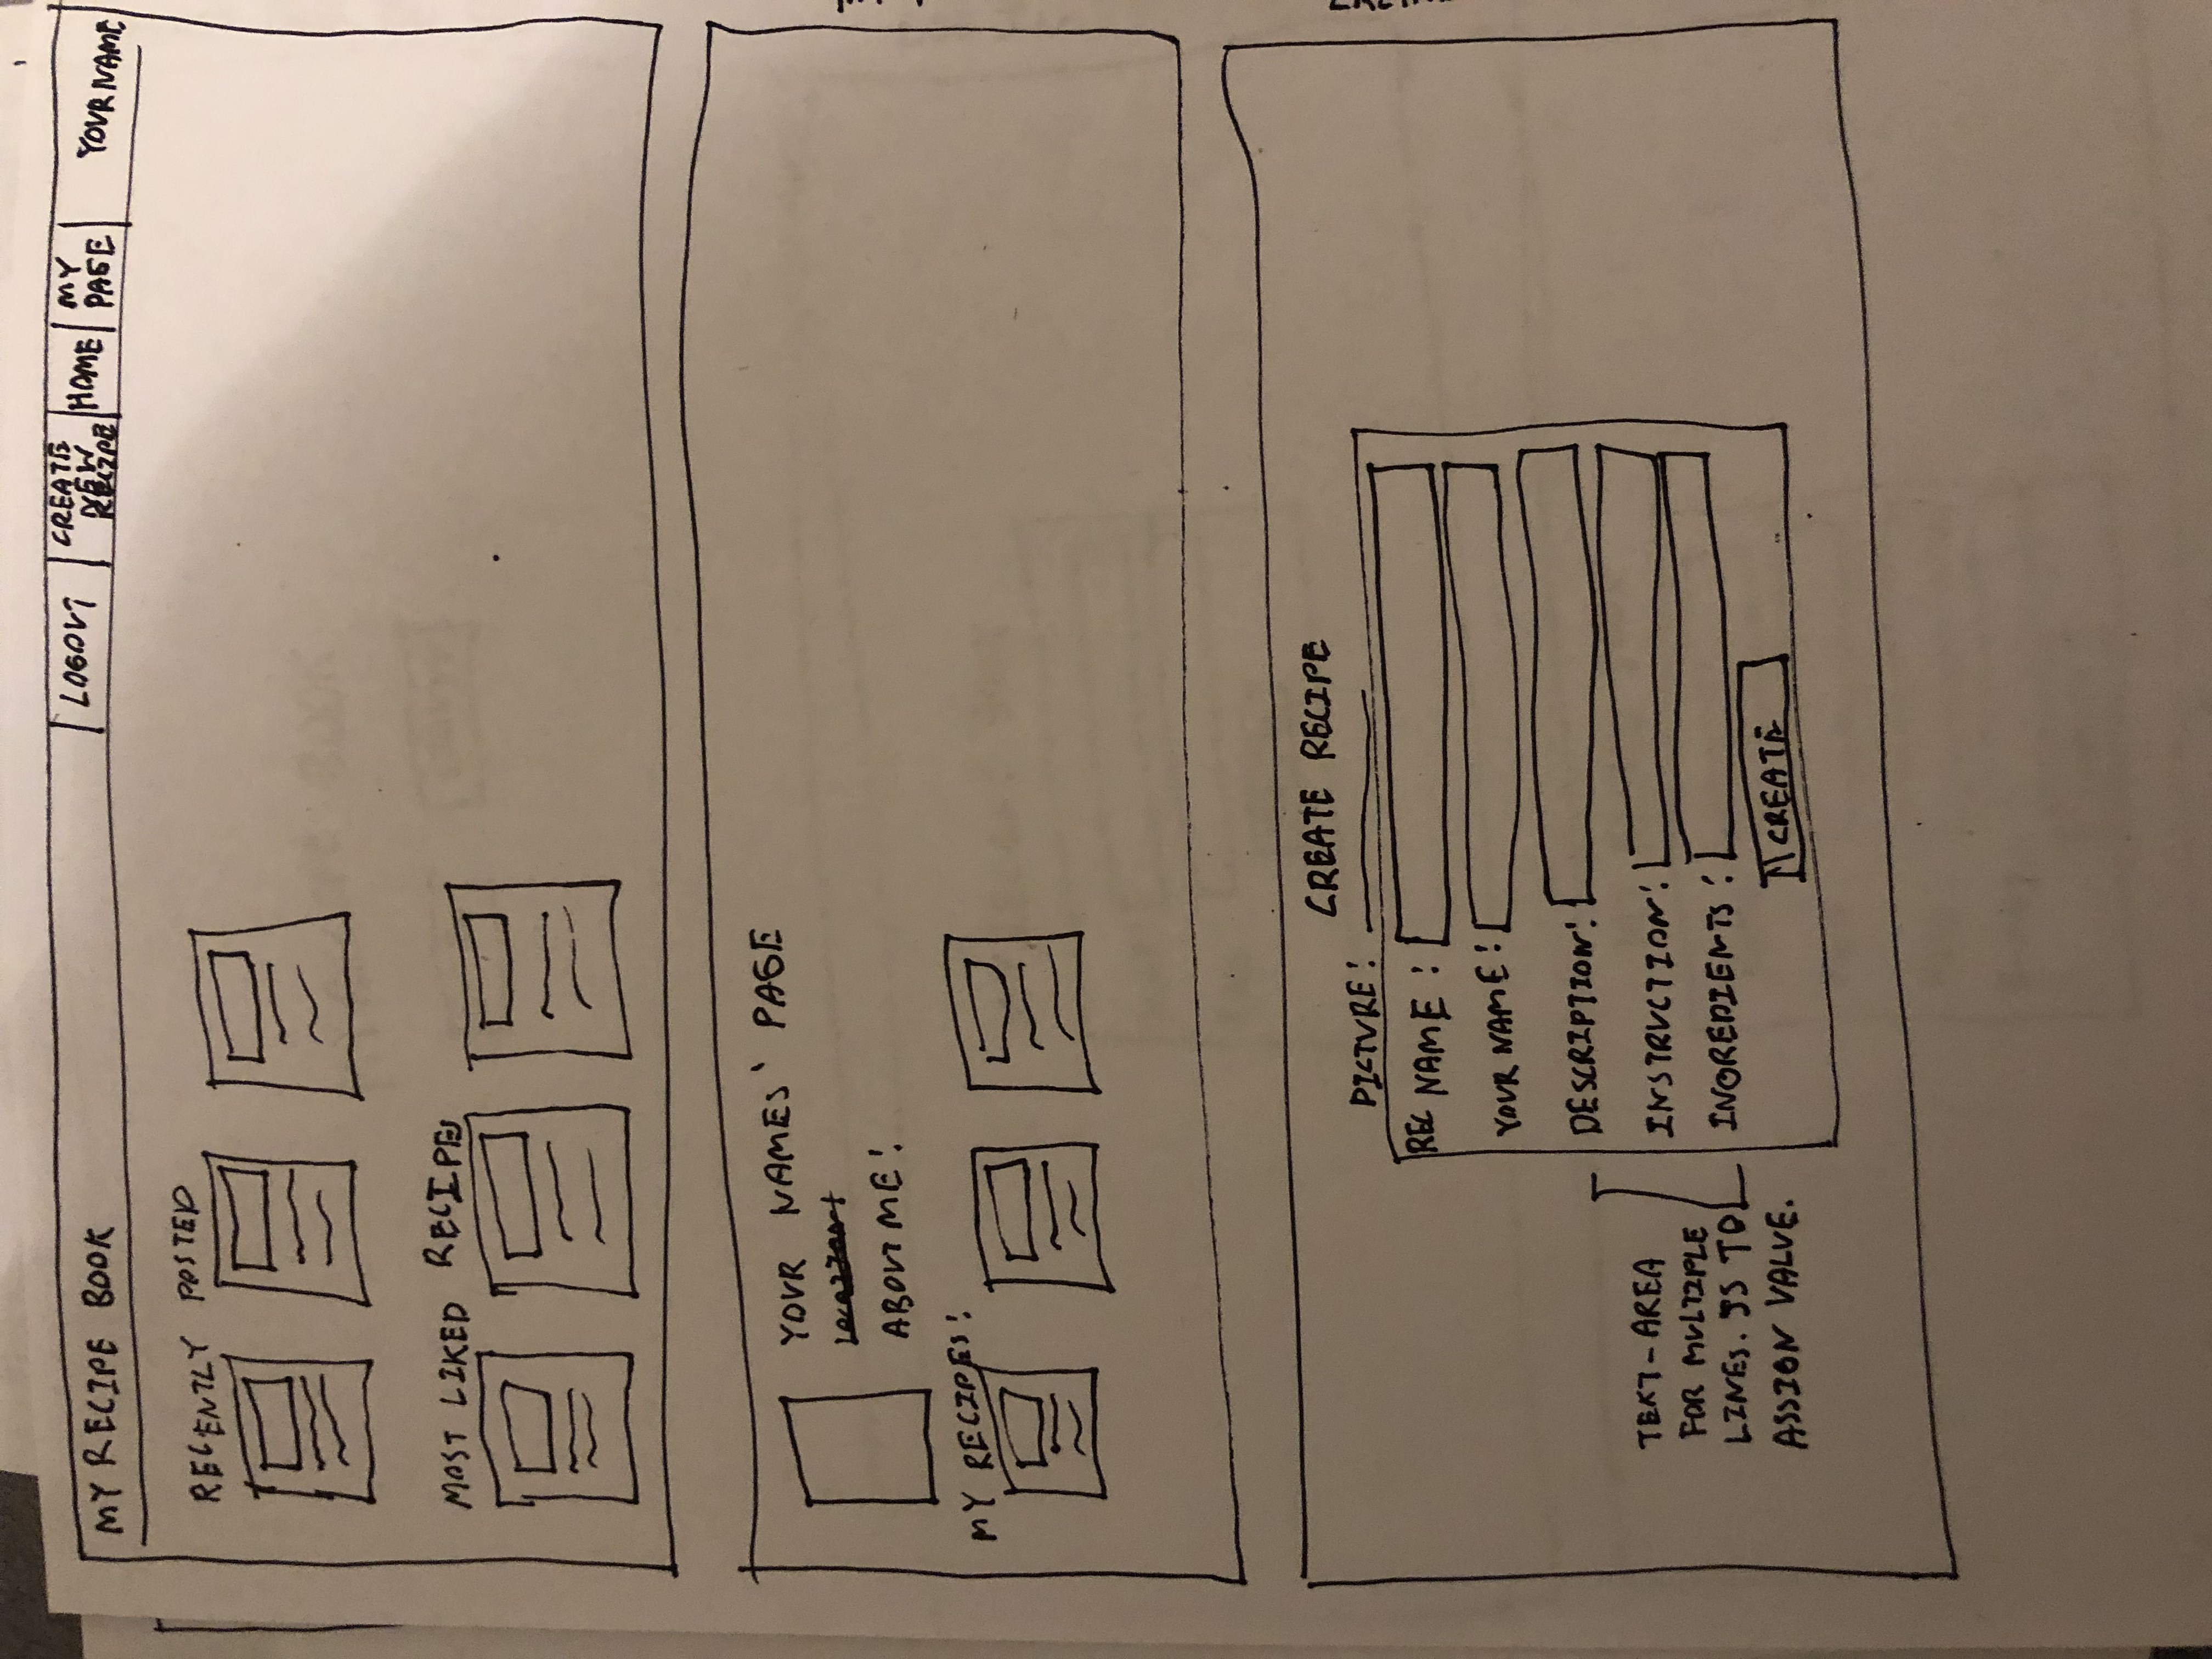 MY RECIPE BOOK
LOGOUT
CREATE
NEW
RECIPE
HOME
MY
PAGE
YOUR NAME
RECENTLY POSTED
MOST LIKED RECIPES
YOUR NAMES' PAGE
ABOUT ME:
MY RECIPES:
CREATE RECIPE
PICTURE:
REC NAME :
YOUR NAME:
DESCRIPTION:
INSTRUCTION:
INGREDIENTS :
CREATE
TEXT-AREA
FOR MULTIPLE
LINES. JS TO
ASSIGN VALUE.